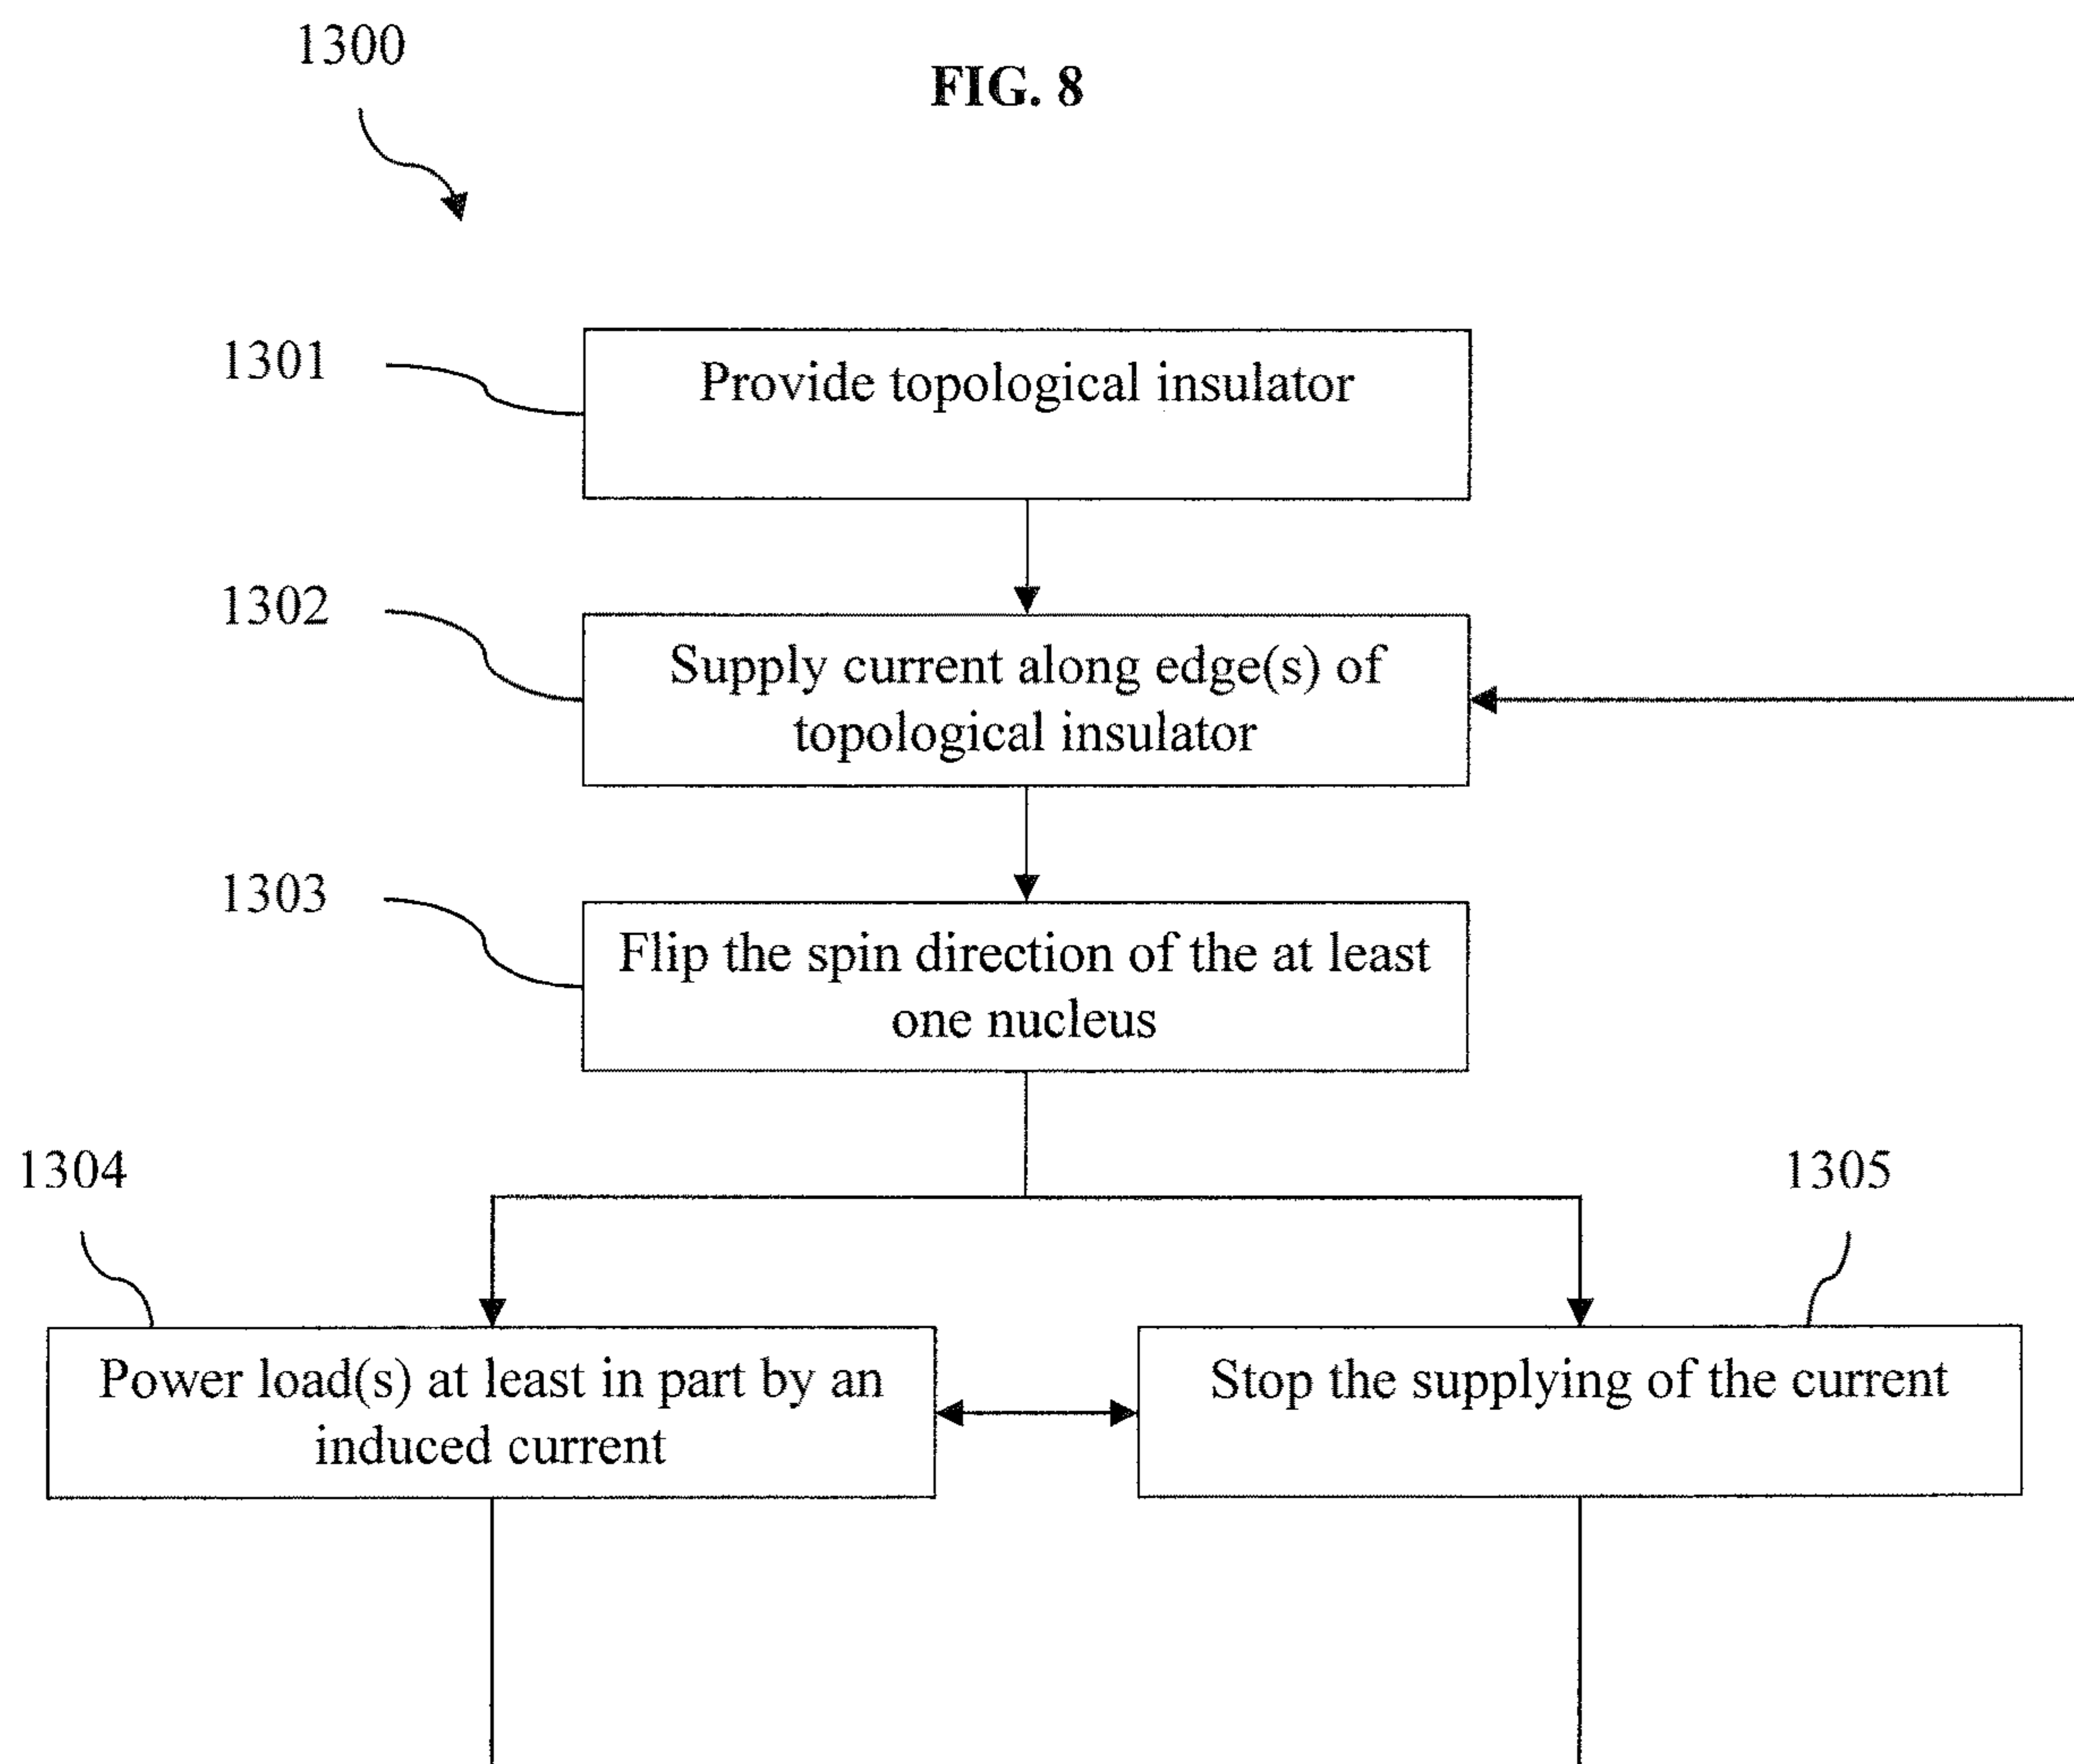 1300
FIG. 8
1301
Provide topological insulator
1302
Supply current along edge(s) of
topological insulator
1303
Flip the spin direction of the at least
one nucleus
1304
1305
Power load(s) at least in part by an
induced current
Stop the supplying of the current